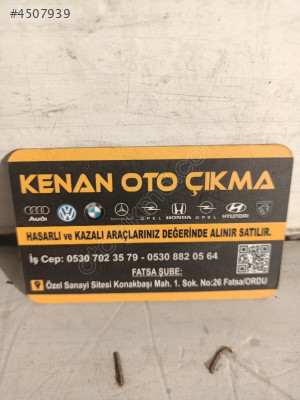 #4507939
KENAN OTO ÇIKMA
Audi OPEL HONDA OPEL HYUNDAI
HASARLI ve KAZALI ARAÇLARINIZ DEĞERİNDE ALINIR SATILIR.
İş Cep: 0530 702 35 79 - 0530 882 05 64
FATSA ŞUBE:
Özel Sanayi Sitesi Konakbaşı Mah. 1. Sok. No:26 Fatsa/ORDU